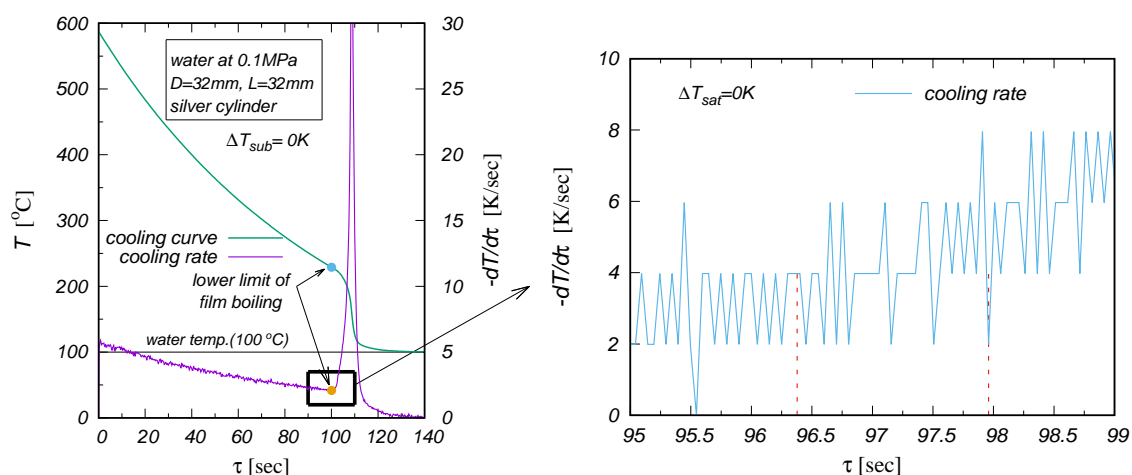 600
500
400
300
200
100
0
T [°C]
0 20 40 60 80 100 120 140
τ [sec]
30
25
20
15
10
5
0
-dT/dτ [K/sec]
water at 0.1MPa
D=32mm, L=32mm
silver cylinder
ΔT_sub= 0K
cooling curve
cooling rate
lower limit of
film boiling
water temp.(100 °C)
10
8
6
4
2
0
-dT/dτ [K/sec]
ΔT_sat=0K
cooling rate
95 95.5 96 96.5 97 97.5 98 98.5 99
τ [sec]